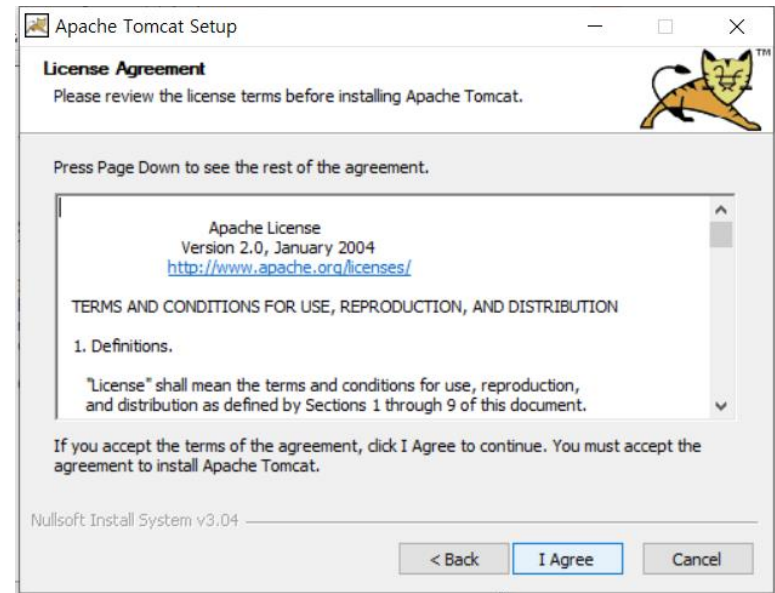 Apache Tomcat Setup
TM
License Agreement
Please review the license terms before installing Apache Tomcat.
Press Page Down to see the rest of the agreement.
Apache License
Version 2.0, January 2004
http://www.apache.org/licenses/
TERMS AND CONDITIONS FOR USE, REPRODUCTION, AND DISTRIBUTION
1. Definitions.
"License" shall mean the terms and conditions for use, reproduction,
and distribution as defined by Sections 1 through 9 of this document.
If you accept the terms of the agreement, click I Agree to continue. You must accept the
agreement to install Apache Tomcat.
Nullsoft Install System v3.04
< Back I Agree Cancel